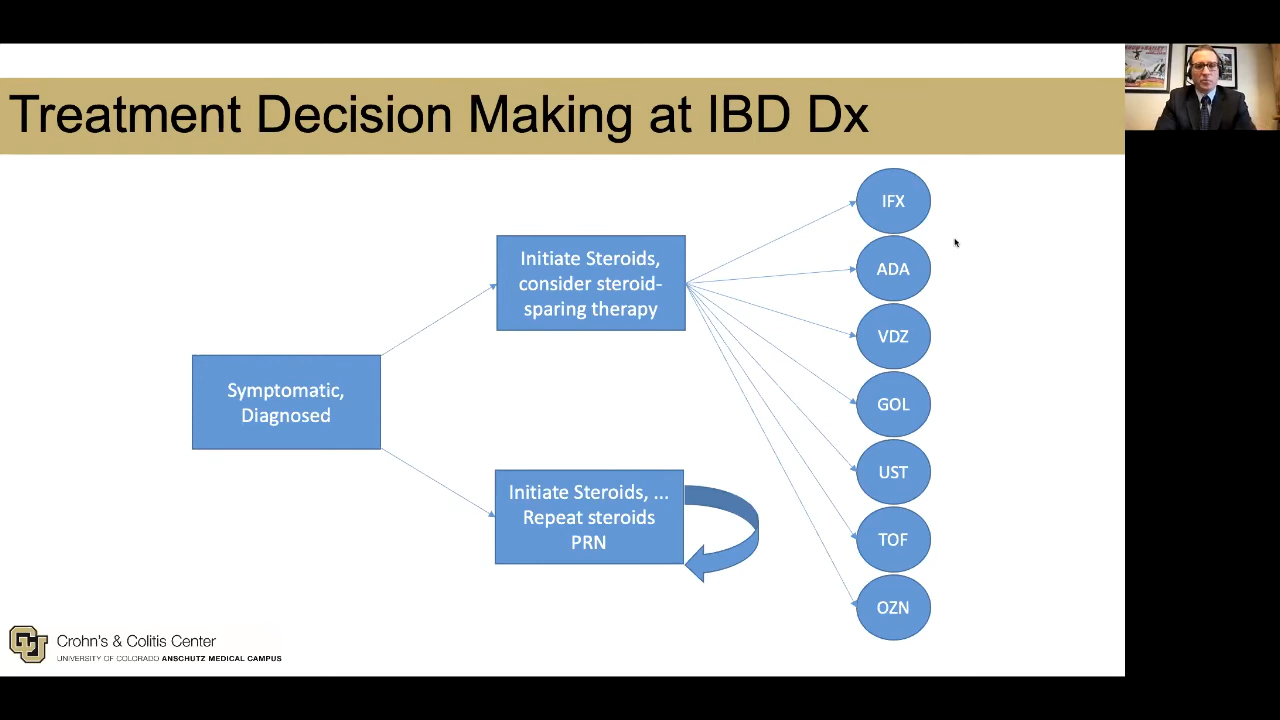 Treatment Decision Making at IBD Dx
Symptomatic,
Diagnosed
Initiate Steroids,
consider steroid-
sparing therapy
Initiate Steroids, ...
Repeat steroids
PRN
IFX
ADA
VDZ
GOL
UST
TOF
OZN
CU
Crohn's & Colitis Center
UNIVERSITY OF COLORADO ANSCHUTZ MEDICAL CAMPUS